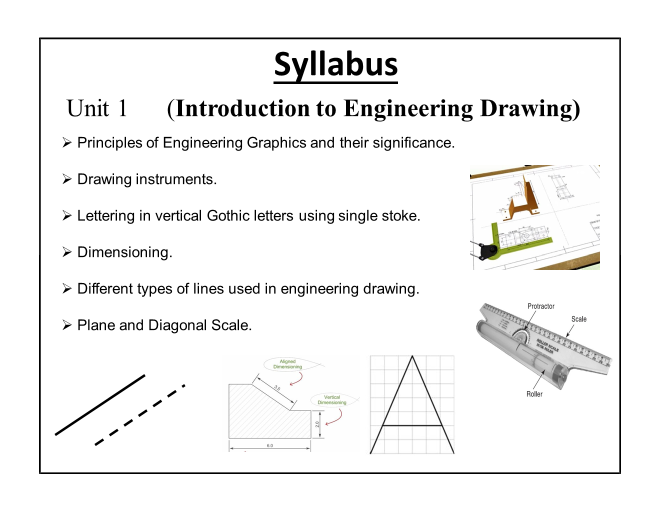 Syllabus
Unit 1 (Introduction to Engineering Drawing)
➢ Principles of Engineering Graphics and their significance.
➢ Drawing instruments.
➢ Lettering in vertical Gothic letters using single stoke.
➢ Dimensioning.
➢ Different types of lines used in engineering drawing.
➢ Plane and Diagonal Scale.
Protractor
Scale
Roller
Aligned
Dimensioning
Vertical
Dimensioning